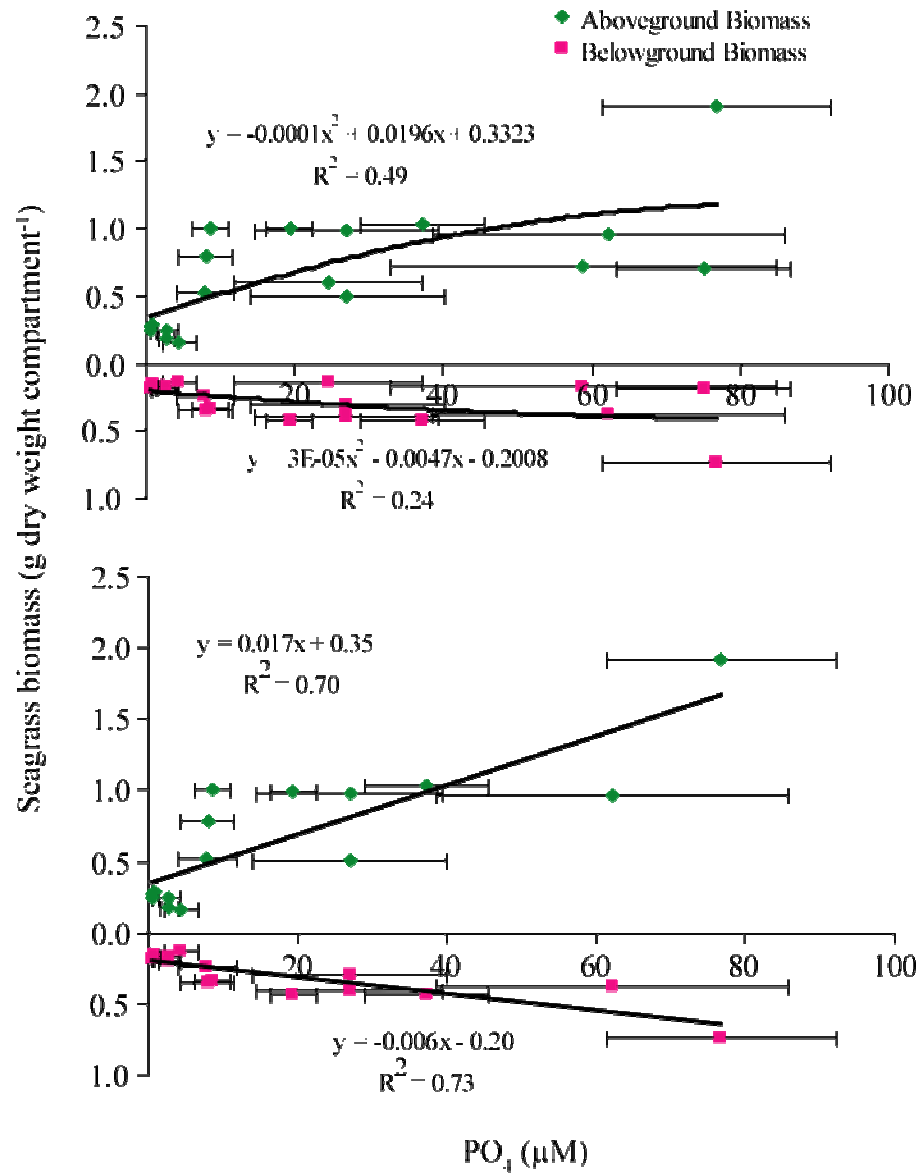 Aboveground Biomass
Belowground Biomass
2.5
2.0
1.5
1.0
0.5
0.0
0.5
1.0
20
40
60
80
100
y = -0.0001x² + 0.0196x + 0.3323
R² = 0.49
y = 3E-05x² - 0.0047x - 0.2008
R² = 0.24
Seagrass biomass (g dry weight compartment⁻¹)
2.5
2.0
1.5
1.0
0.5
0.0
0.5
1.0
20
40
60
80
100
y = 0.017x + 0.35
R² = 0.70
y = -0.006x - 0.20
R² = 0.73
PO₄ (µM)